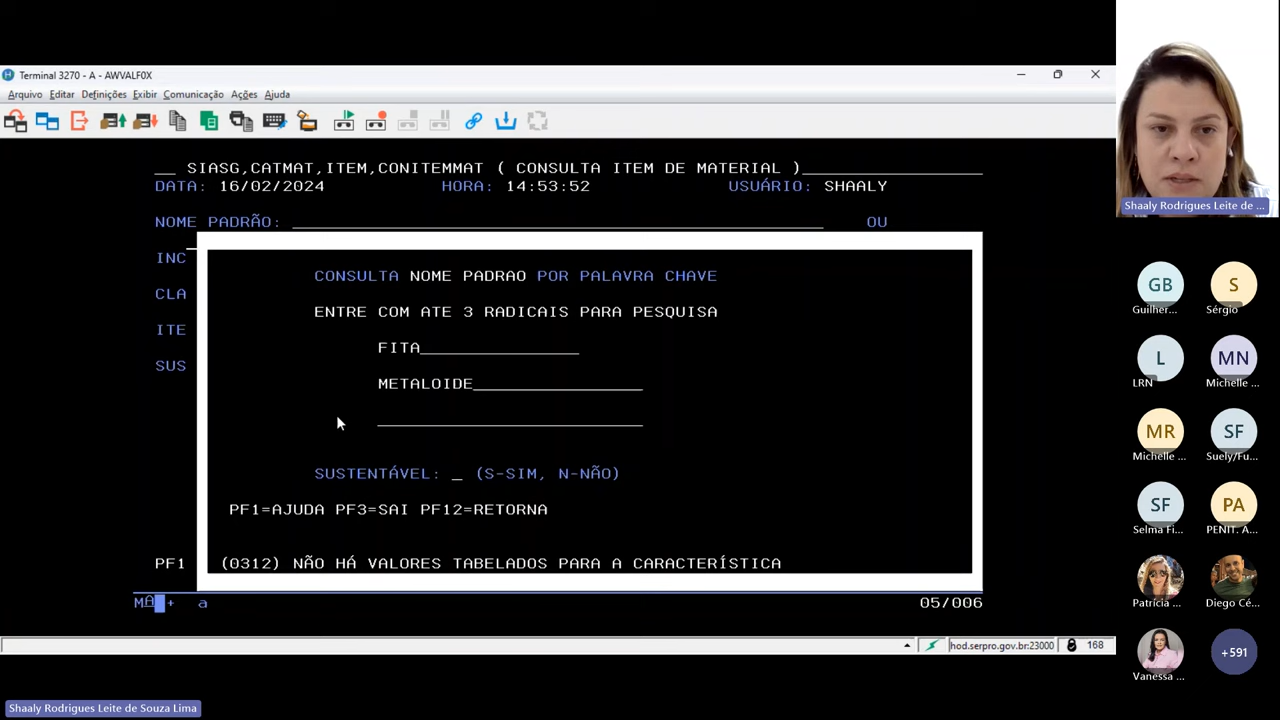 Terminal 3270 - A - AWVALF0X
Arquivo Editar Definições Exibir Comunicação Ações Ajuda
__ SIASG,CATMAT,ITEM,CONITEMMAT ( CONSULTA ITEM DE MATERIAL )
DATA: 16/02/2024 HORA: 14:53:52 USUÁRIO: SHAALY
NOME PADRÃO: OU
INC
CLA
ITE
SUS
CONSULTA NOME PADRAO POR PALAVRA CHAVE
ENTRE COM ATE 3 RADICAIS PARA PESQUISA
FITA
METALOIDE
SUSTENTÁVEL: _ (S-SIM, N-NÃO)
PF1=AJUDA PF3=SAI PF12=RETORNA
PF1 (0312) NÃO HÁ VALORES TABELADOS PARA A CARACTERÍSTICA
MA + a 05/006
hod.serpro.gov.br:23000 168
Shaaly Rodrigues Leite de Souza Lima
Shaaly Rodrigues Leite de ...
GB S
Guilher... Sérgio
L MN
LRN Michelle ...
MR SF
Michelle ... Suely/Fu...
SF PA
Selma Fi... PENIT. A...
Patrícia ... Diego Cé...
Vanessa ... +591